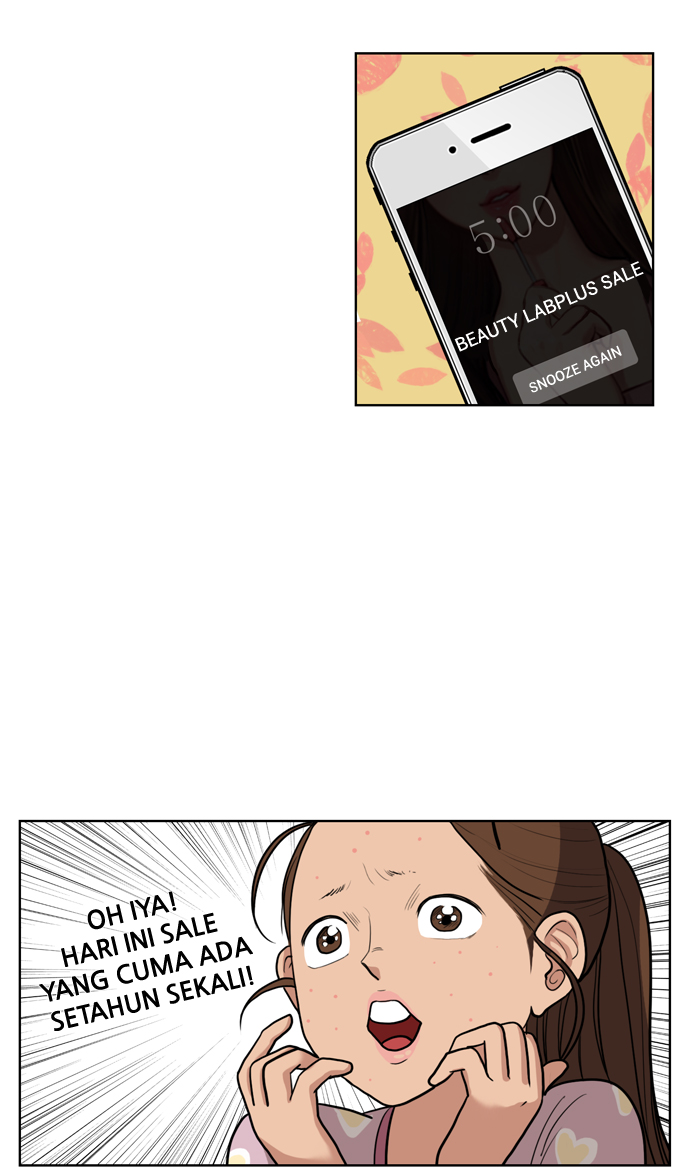 5:00
BEAUTY LABPLUS SALE
SNOOZE AGAIN
OH IYA!
HARI INI SALE
YANG CUMA ADA
SETAHUN SEKALI!